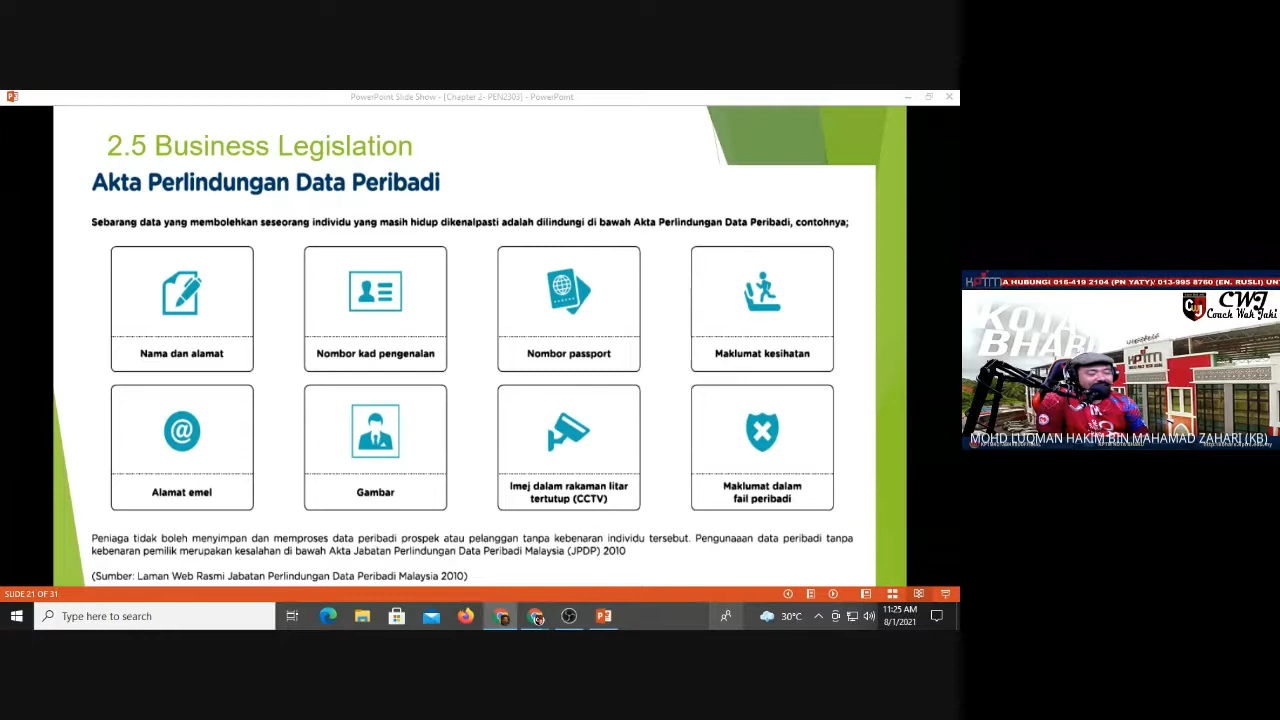 PowerPoint Slide Show - [Chapter 2- PEN2303] - PowerPoint
2.5 Business Legislation
Akta Perlindungan Data Peribadi
Sebarang data yang membolehkan seseorang individu yang masih hidup dikenalpasti adalah dilindungi di bawah Akta Perlindungan Data Peribadi, contohnya;
Nama dan alamat
Nombor kad pengenalan
Nombor passport
Maklumat kesihatan
@
Alamat emel
Gambar
Imej dalam rakaman litar
tertutup (CCTV)
Maklumat dalam
fail peribadi
Peniaga tidak boleh menyimpan dan memproses data peribadi prospek atau pelanggan tanpa kebenaran individu tersebut. Pengunaaan data peribadi tanpa
kebenaran pemilik merupakan kesalahan di bawah Akta Jabatan Perlindungan Data Peribadi Malaysia (JPDP) 2010
(Sumber: Laman Web Rasmi Jabatan Perlindungan Data Peribadi Malaysia 2010)
SLIDE 21 OF 31
Type here to search
30°C
11:25 AM
8/1/2021
KPTM
A HUBUNGI 016-419 2104 (PN YATY)/ 013-995 8760 (EN. RUSLI) UNT
CWJ
Coach Wak Jaki
KOTA
BHARU
KPTM
MOHD LUQMAN HAKIM BIN MAHAMAD ZAHARI (KB)